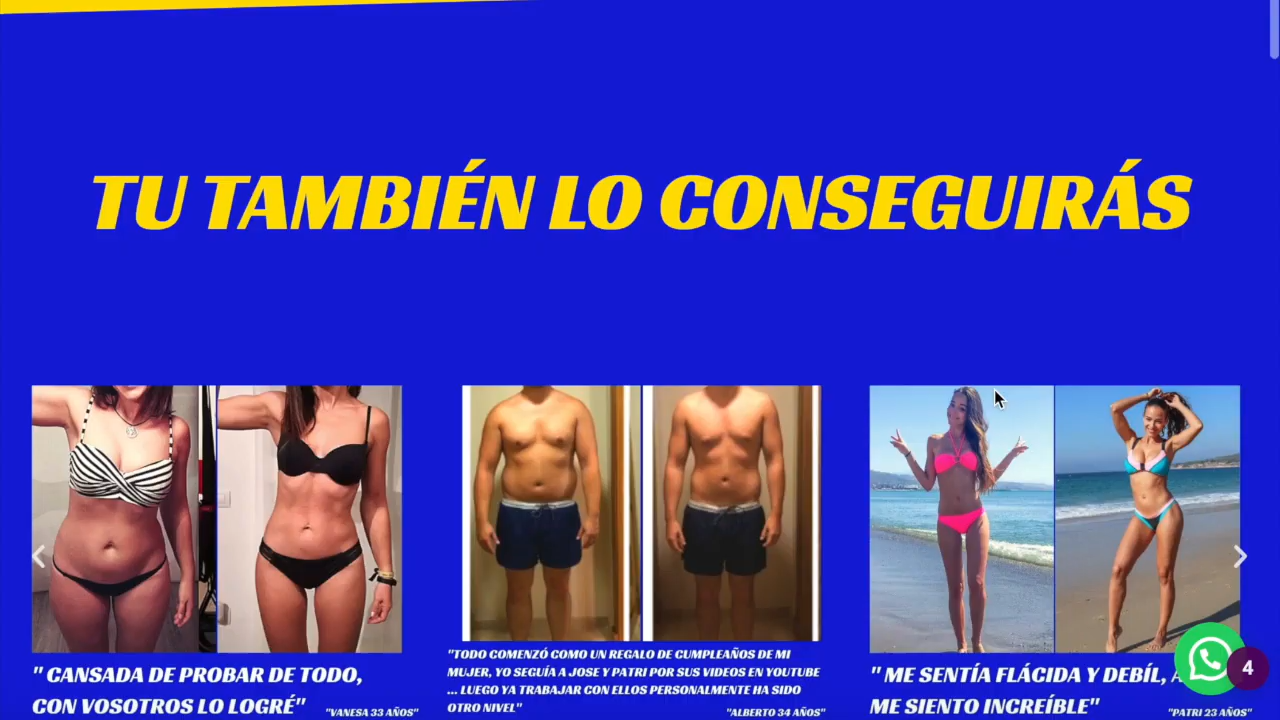 TU TAMBIÉN LO CONSEGUIRÁS
" CANSADA DE PROBAR DE TODO,
CON VOSOTROS LO LOGRÉ"
"VANESA 33 AÑOS"
"TODO COMENZÓ COMO UN REGALO DE CUMPLEAÑOS DE MI
MUJER, YO SEGUÍA A JOSE Y PATRI POR SUS VIDEOS EN YOUTUBE
... LUEGO YA TRABAJAR CON ELLOS PERSONALMENTE HA SIDO
OTRO NIVEL"
"ALBERTO 34 AÑOS"
" ME SENTÍA FLÁCIDA Y DEBÍL,
ME SIENTO INCREÍBLE"
"PATRI 23 AÑOS"
4